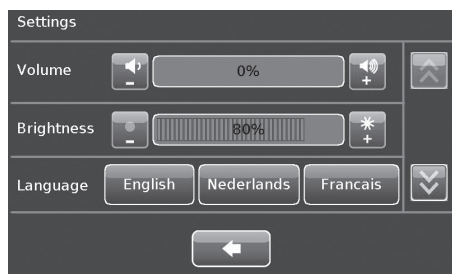 Settings
Volume
0%
Brightness
80%
Language English Nederlands Francais